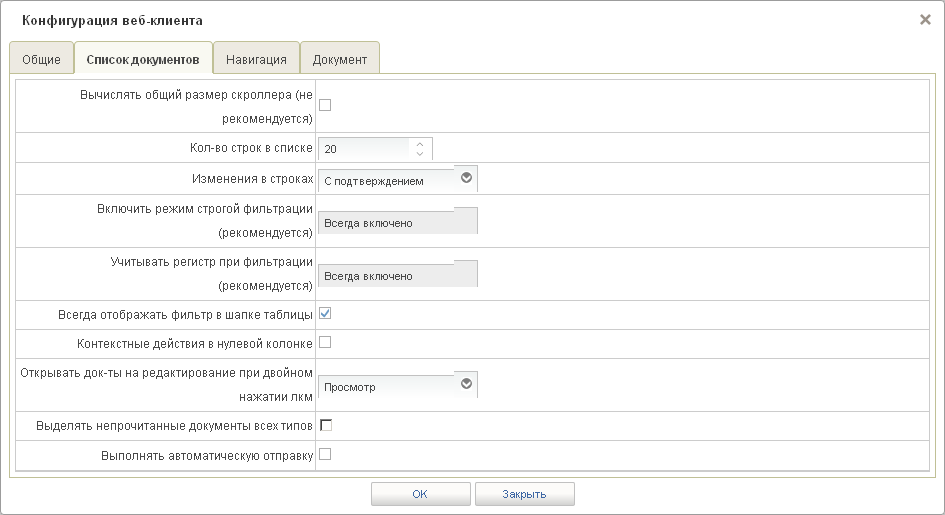 Конфигурация веб-клиента
Общие
Список документов
Навигация
Документ
Вычислять общий размер скроллера (не
рекомендуется)
Кол-во строк в списке
20
Изменения в строках
С подтверждением
Включить режим строгой фильтрации
(рекомендуется)
Всегда включено
Учитывать регистр при фильтрации
(рекомендуется)
Всегда включено
Всегда отображать фильтр в шапке таблицы
Контекстные действия в нулевой колонке
Открывать док-ты на редактирование при двойном
нажатии лкм
Просмотр
Выделять непрочитанные документы всех типов
Выполнять автоматическую отправку
OK
Закрыть